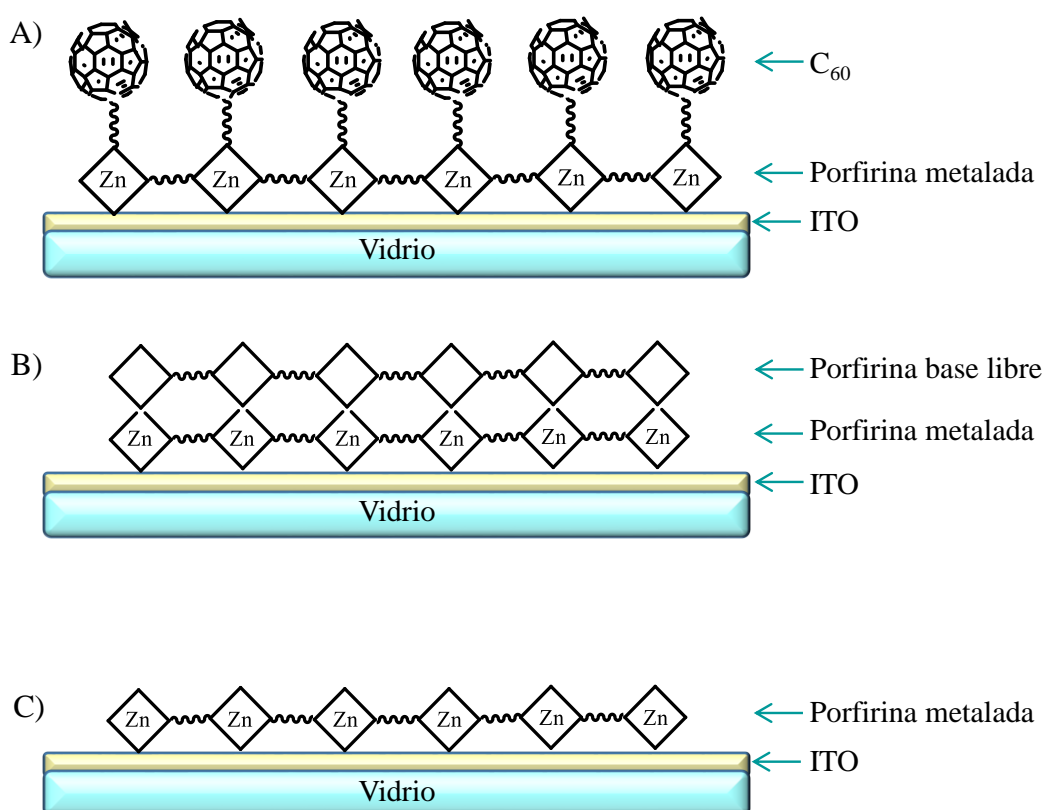 A)
C₆₀
Zn Zn Zn Zn Zn Zn
Porfirina metalada
ITO
Vidrio
B)
Porfirina base libre
Zn Zn Zn Zn Zn Zn
Porfirina metalada
ITO
Vidrio
C)
Zn Zn Zn Zn Zn Zn
Porfirina metalada
ITO
Vidrio